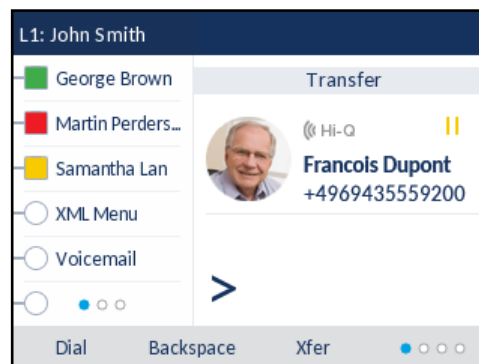 L1: John Smith
George Brown
Martin Perders...
Samantha Lan
XML Menu
Voicemail
Transfer
Hi-Q
Francois Dupont
+4969435559200
>
Dial Backspace Xfer